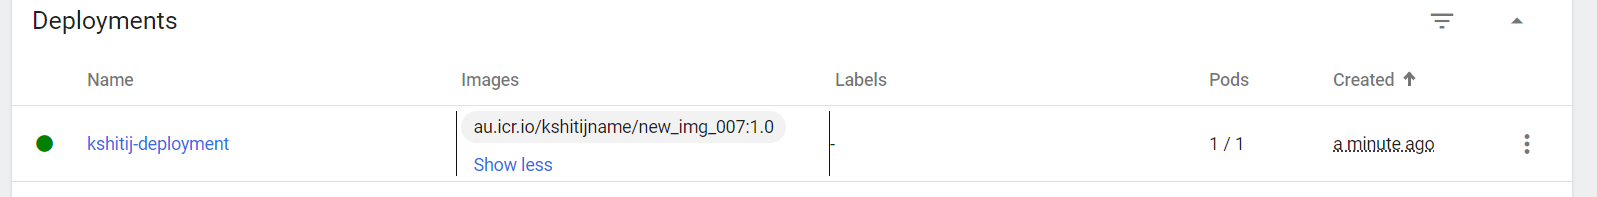 Deployments
Name Images Labels Pods Created
kshitij-deployment au.icr.io/kshitijname/new_img_007:1.0 - 1 / 1 a minute ago
Show less